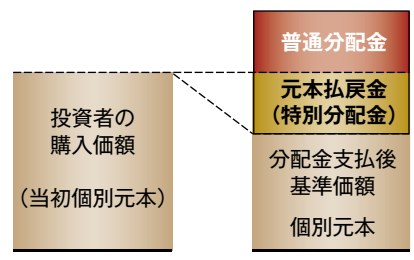 投資者の
購入価額
（当初個別元本）
普通分配金
元本払戻金
（特別分配金）
分配金支払後
基準価額
個別元本